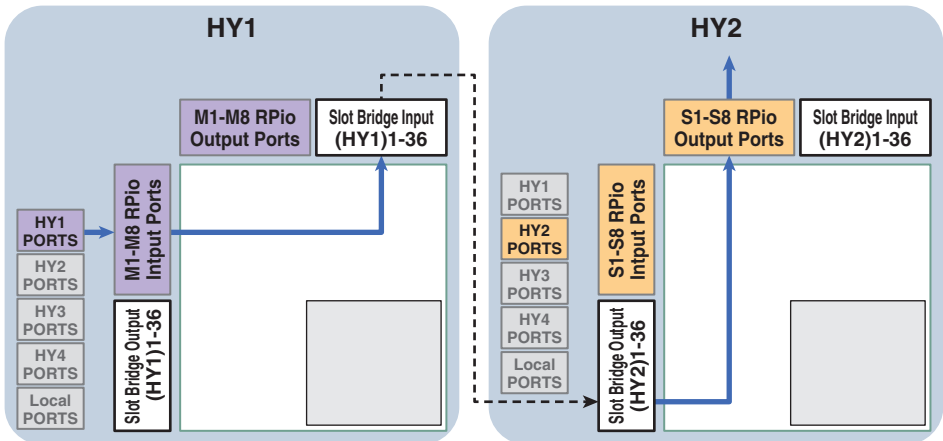 HY1
M1-M8 RPio
Output Ports
Slot Bridge Input
(HY1)1-36
HY1
PORTS
HY2
PORTS
HY3
PORTS
HY4
PORTS
Local
PORTS
M1-M8 RPio
Intput Ports
Slot Bridge Output
(HY1)1-36
HY2
S1-S8 RPio
Output Ports
Slot Bridge Input
(HY2)1-36
HY1
PORTS
HY2
PORTS
HY3
PORTS
HY4
PORTS
Local
PORTS
S1-S8 RPio
Intput Ports
Slot Bridge Output
(HY2)1-36